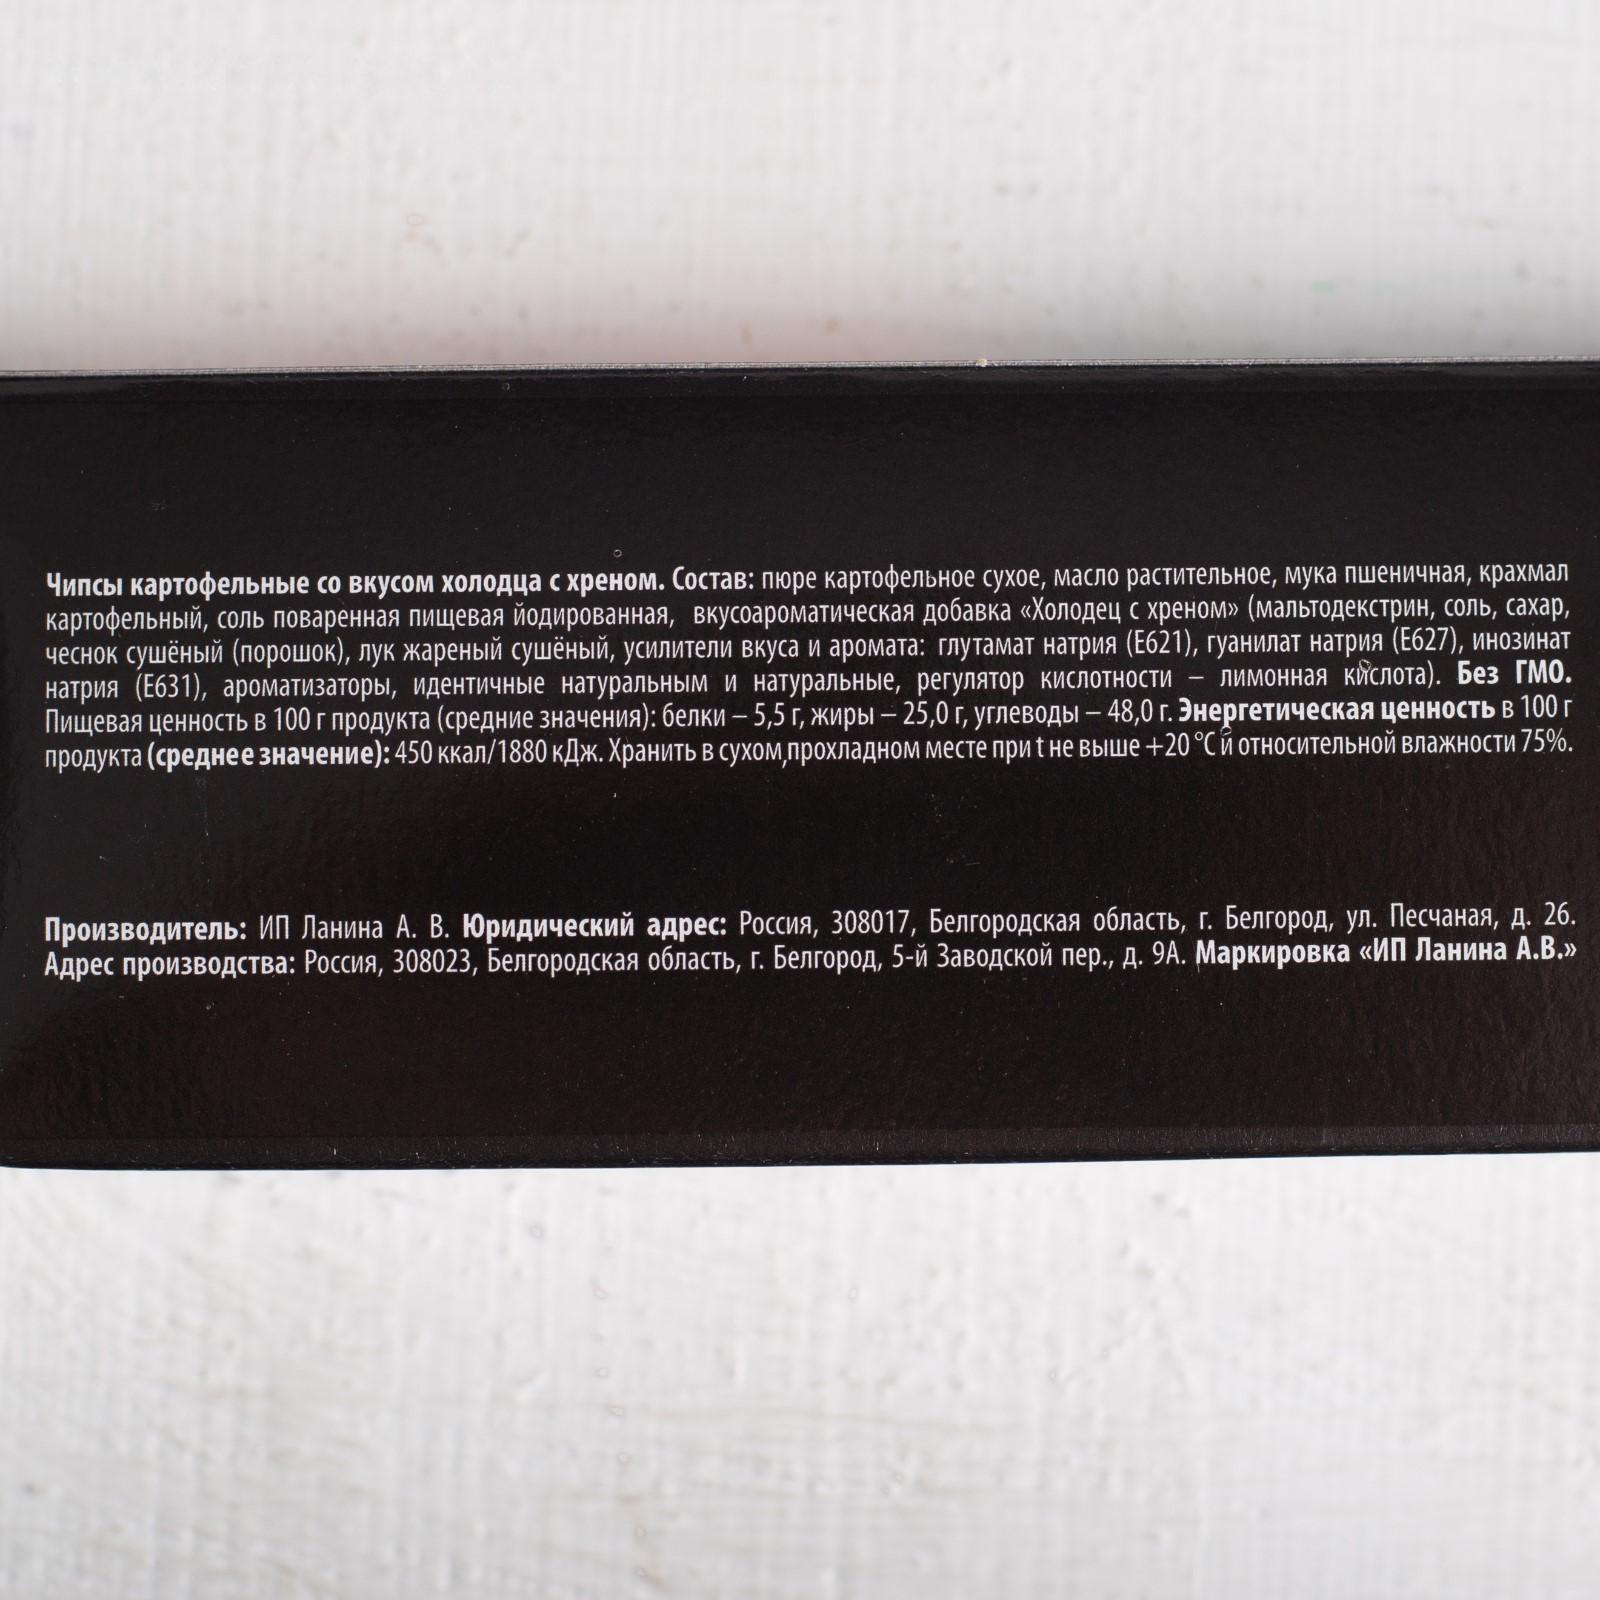 Чипсы картофельные со вкусом холодца с хреном. Состав: пюре картофельное сухое, масло растительное, мука пшеничная, крахмал
картофельный, соль поваренная пищевая йодированная, вкусоароматическая добавка «Холодец с хреном» (мальтодекстрин, соль, сахар,
чеснок сушёный (порошок), лук жареный сушёный, усилители вкуса и аромата: глутамат натрия (Е621), гуанилат натрия (Е627), инозинат
натрия (Е631), ароматизаторы, идентичные натуральным и натуральные, регулятор кислотности – лимонная кислота). Без ГМО.
Пищевая ценность в 100 г продукта (средние значения): белки – 5,5 г, жиры – 25,0 г, углеводы – 48,0 г. Энергетическая ценность в 100 г
продукта (среднее значение): 450 ккал/1880 кДж. Хранить в сухом,прохладном месте при t не выше +20 °С и относительной влажности 75%.
Производитель: ИП Ланина А. В. Юридический адрес: Россия, 308017, Белгородская область, г. Белгород, ул. Песчаная, д. 26.
Адрес производства: Россия, 308023, Белгородская область, г. Белгород, 5-й Заводской пер., д. 9А. Маркировка «ИП Ланина А.В.»